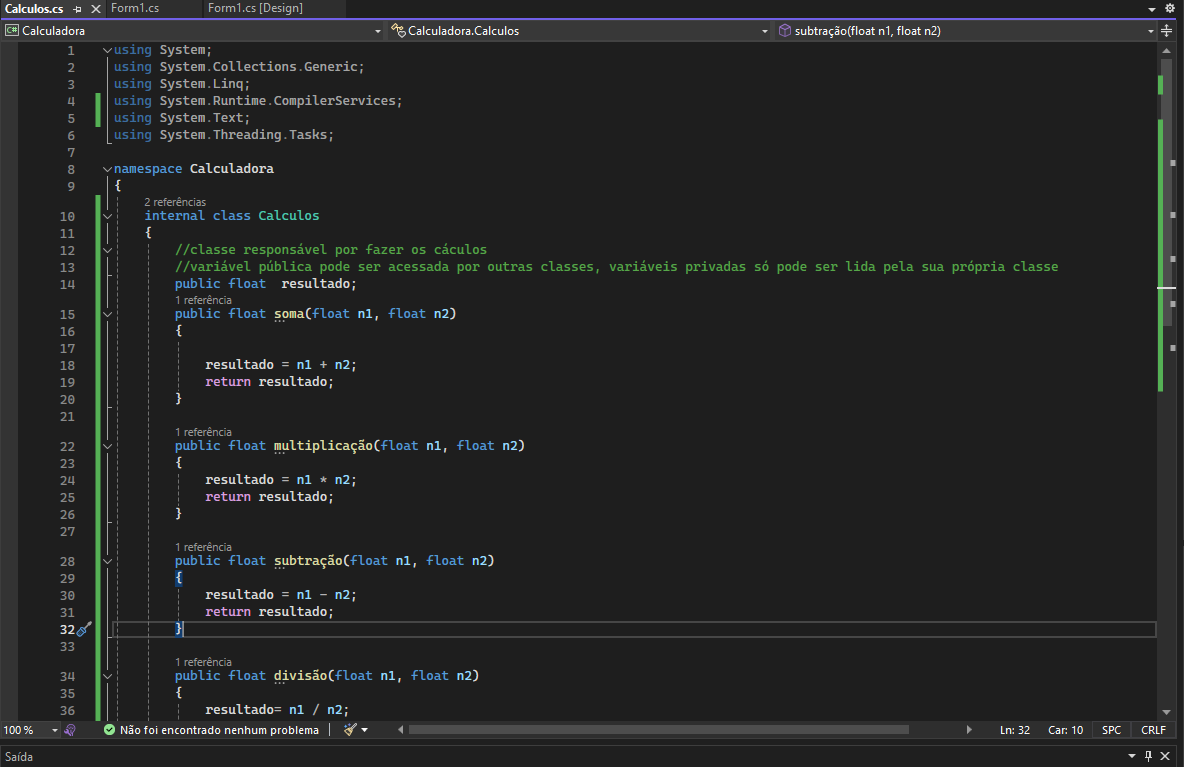 Calculos.cs Form1.cs Form1.cs [Design]
C# Calculadora Calculadora.Calculos subtração(float n1, float n2)
1 using System;
2 using System.Collections.Generic;
3 using System.Linq;
4 using System.Runtime.CompilerServices;
5 using System.Text;
6 using System.Threading.Tasks;
7
8 namespace Calculadora
9 {
2 referências
10 internal class Calculos
11 {
12 //classe responsável por fazer os cáculos
13 //variável pública pode ser acessada por outras classes, variáveis privadas só pode ser lida pela sua própria classe
14 public float  resultado;
1 referência
15 public float soma(float n1, float n2)
16 {
17
18 resultado = n1 + n2;
19 return resultado;
20 }
21
1 referência
22 public float multiplicação(float n1, float n2)
23 {
24 resultado = n1 * n2;
25 return resultado;
26 }
27
1 referência
28 public float subtração(float n1, float n2)
29 {
30 resultado = n1 - n2;
31 return resultado;
32 }
33
1 referência
34 public float divisão(float n1, float n2)
35 {
36 resultado= n1 / n2;
100 % Não foi encontrado nenhum problema Ln: 32 Car: 10 SPC CRLF
Saída